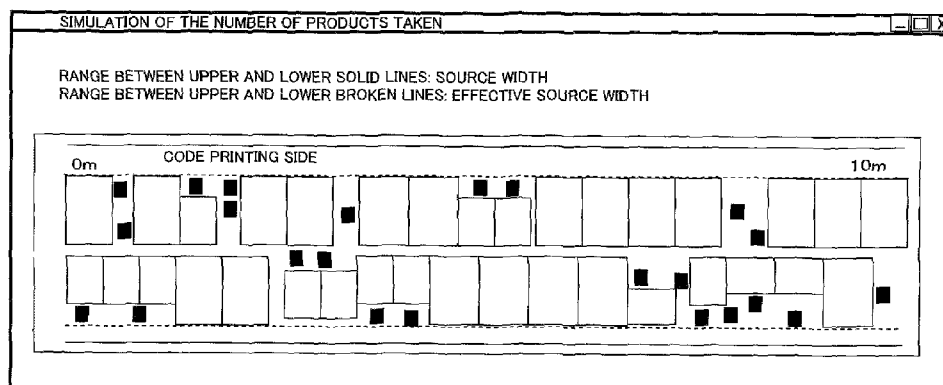 SIMULATION OF THE NUMBER OF PRODUCTS TAKEN
RANGE BETWEEN UPPER AND LOWER SOLID LINES: SOURCE WIDTH
RANGE BETWEEN UPPER AND LOWER BROKEN LINES: EFFECTIVE SOURCE WIDTH
0m CODE PRINTING SIDE 10m